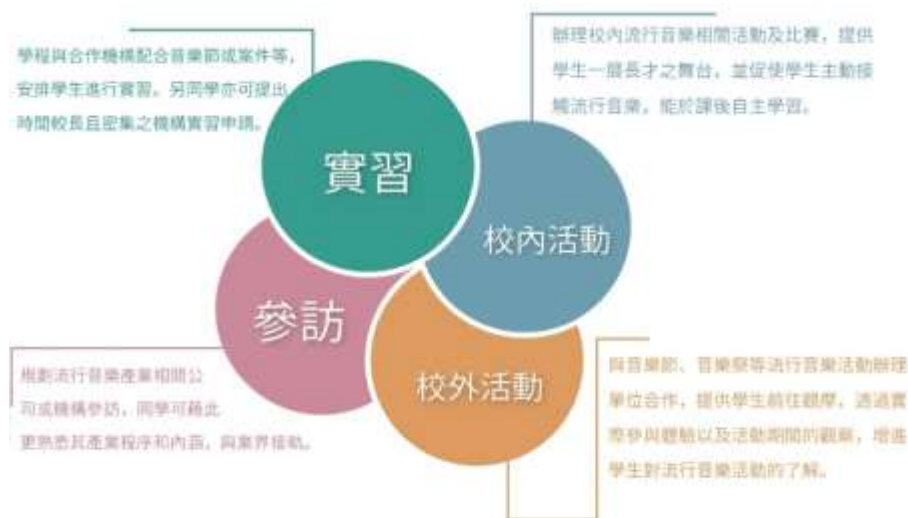 學程與合作機構配合音樂節或案件等，
安排學生進行實習。另同學亦可提出
時間較長且密集之機構實習申請。
辦理校內流行音樂相關活動及比賽，提供
學生一展長才之舞台，並促使學生主動接
觸流行音樂，能於課後自主學習。
實習
校內活動
參訪
校外活動
規劃流行音樂產業相關公
司或機構參訪，同學可藉此
更熟悉其產業程序和內涵，與業界接軌。
與音樂節、音樂祭等流行音樂活動辦理
單位合作，提供學生前往觀摩，透過實
際參與體驗以及活動期間的觀察，增進
學生對流行音樂活動的了解。